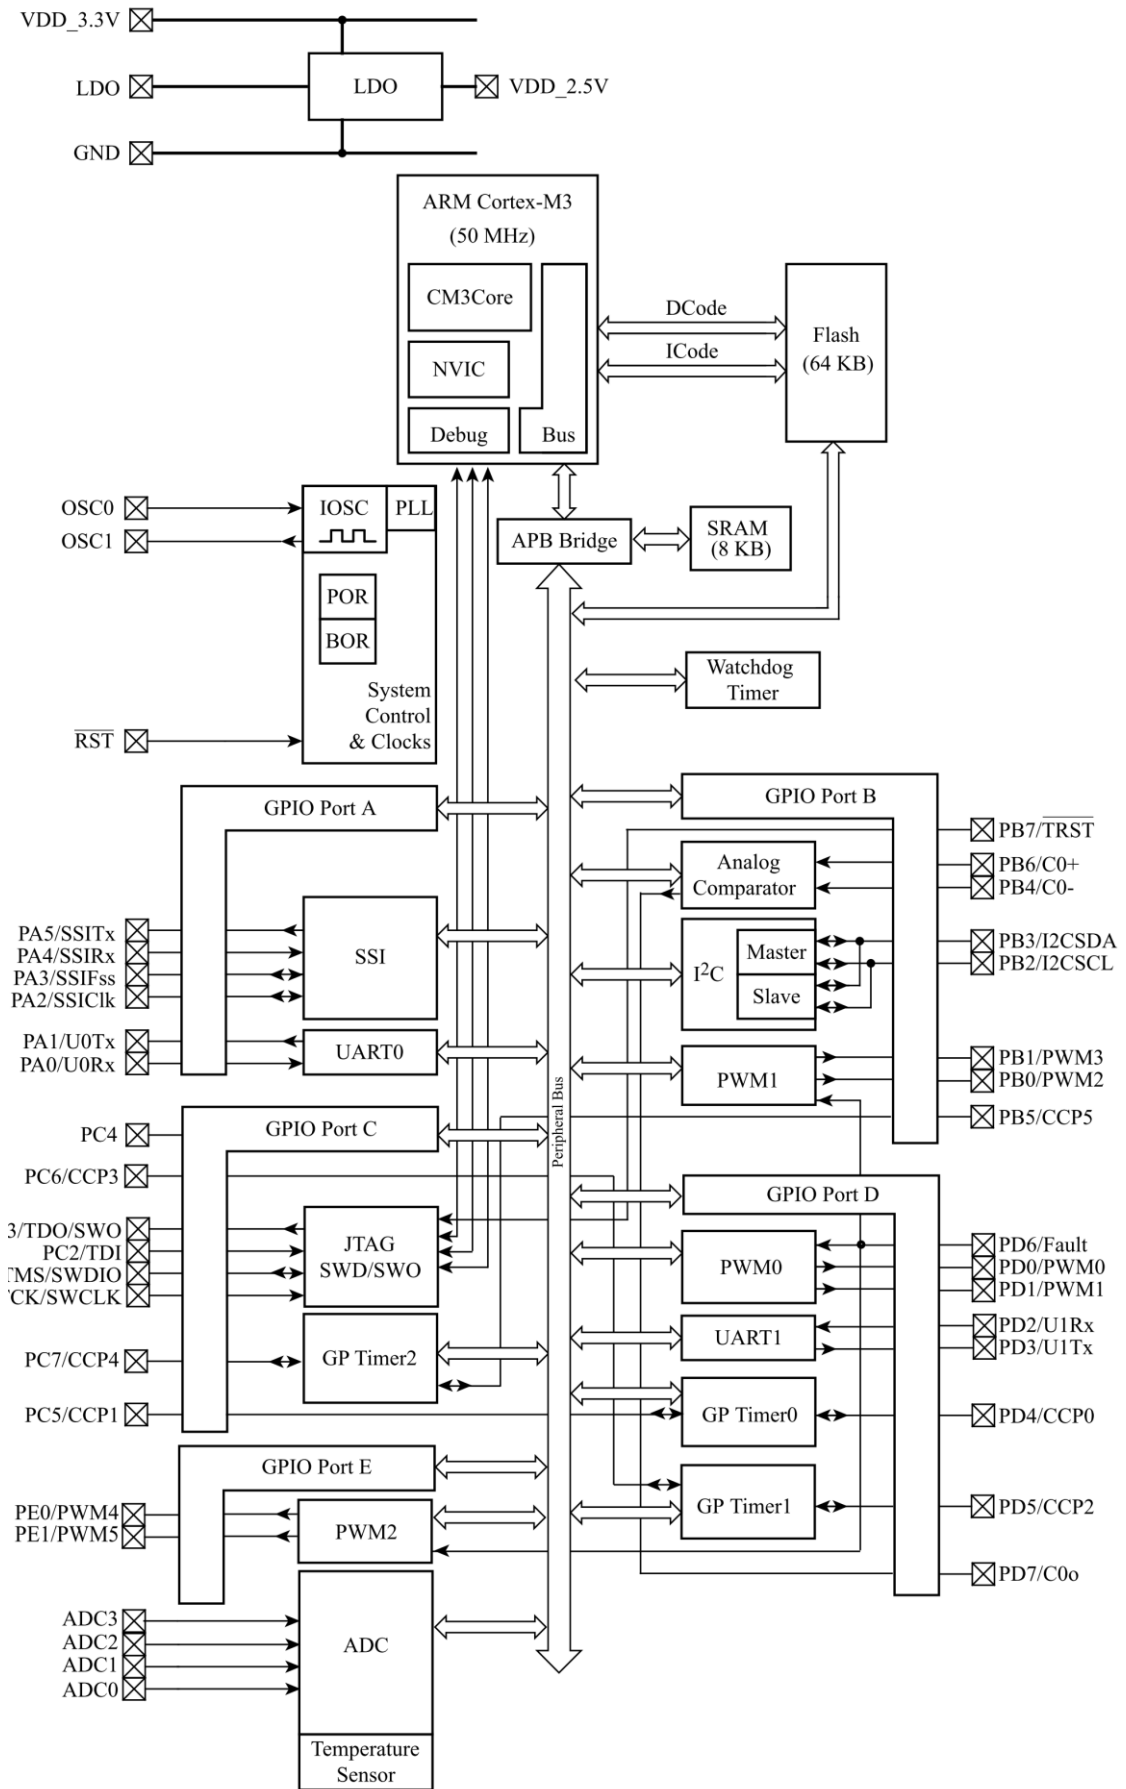 VDD_3.3V
LDO
LDO
VDD_2.5V
GND
ARM Cortex-M3
(50 MHz)
CM3Core
NVIC
Debug
Bus
DCode
ICode
Flash
(64 KB)
OSC0
OSC1
IOSC
PLL
POR
BOR
System
Control
& Clocks
RST
APB Bridge
SRAM
(8 KB)
Watchdog
Timer
GPIO Port A
PA5/SSITx
PA4/SSIRx
PA3/SSIFss
PA2/SSIClk
SSI
PA1/U0Tx
PA0/U0Rx
UART0
GPIO Port B
PB7/TRST
Analog
Comparator
PB6/C0+
PB4/C0-
I2C
Master
Slave
PB3/I2CSDA
PB2/I2CSCL
PWM1
PB1/PWM3
PB0/PWM2
PB5/CCP5
Peripheral Bus
GPIO Port C
PC4
PC6/CCP3
3/TDO/SWO
PC2/TDI
TMS/SWDIO
CK/SWCLK
JTAG
SWD/SWO
PC7/CCP4
GP Timer2
PC5/CCP1
GPIO Port D
PWM0
PD6/Fault
PD0/PWM0
PD1/PWM1
UART1
PD2/U1Rx
PD3/U1Tx
GP Timer0
PD4/CCP0
GP Timer1
PD5/CCP2
PD7/C0o
GPIO Port E
PE0/PWM4
PE1/PWM5
PWM2
ADC3
ADC2
ADC1
ADC0
ADC
Temperature
Sensor